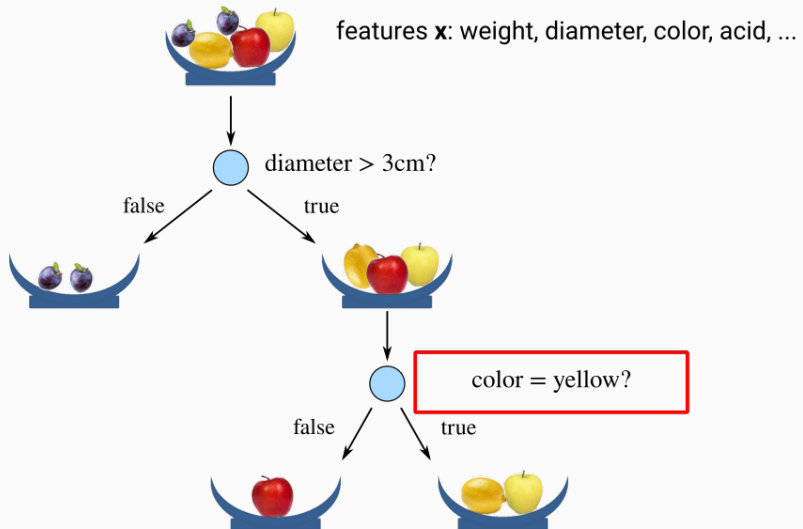 features x: weight, diameter, color, acid, ...
diameter > 3cm?
false
true
color = yellow?
false
true